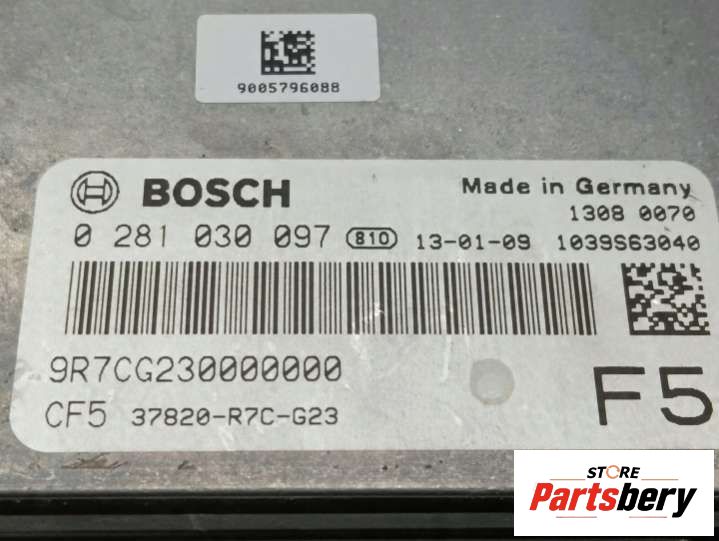 9005796088
BOSCH
Made in Germany
1308 0070
0 281 030 097 810 13-01-09 1039S63040
9R7CG230000000
CF5 37820-R7C-G23
F5
STORE
Partsbery